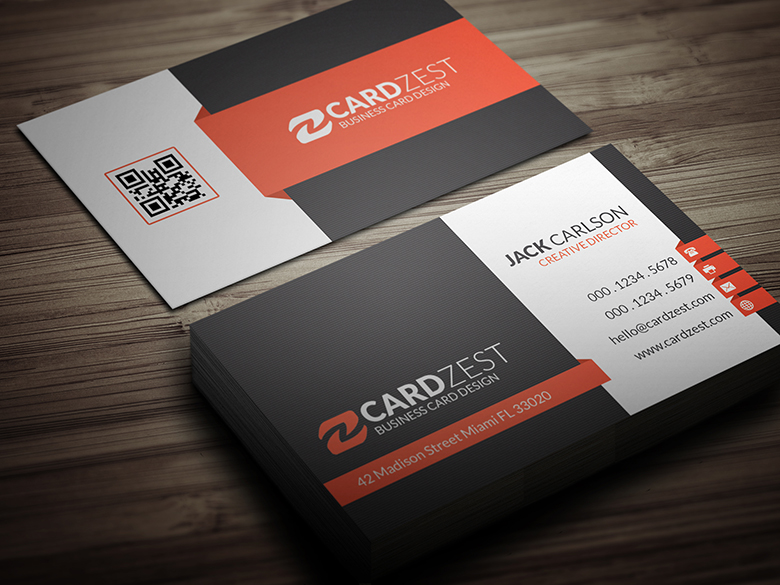 CARDZEST
BUSINESS CARD DESIGN
JACK CARLSON
CREATIVE DIRECTOR
000 . 1234 . 5678
000 . 1234 . 5679
hello@cardzest.com
www.cardzest.com
CARDZEST
BUSINESS CARD DESIGN
42 Madison Street Miami FL 33020